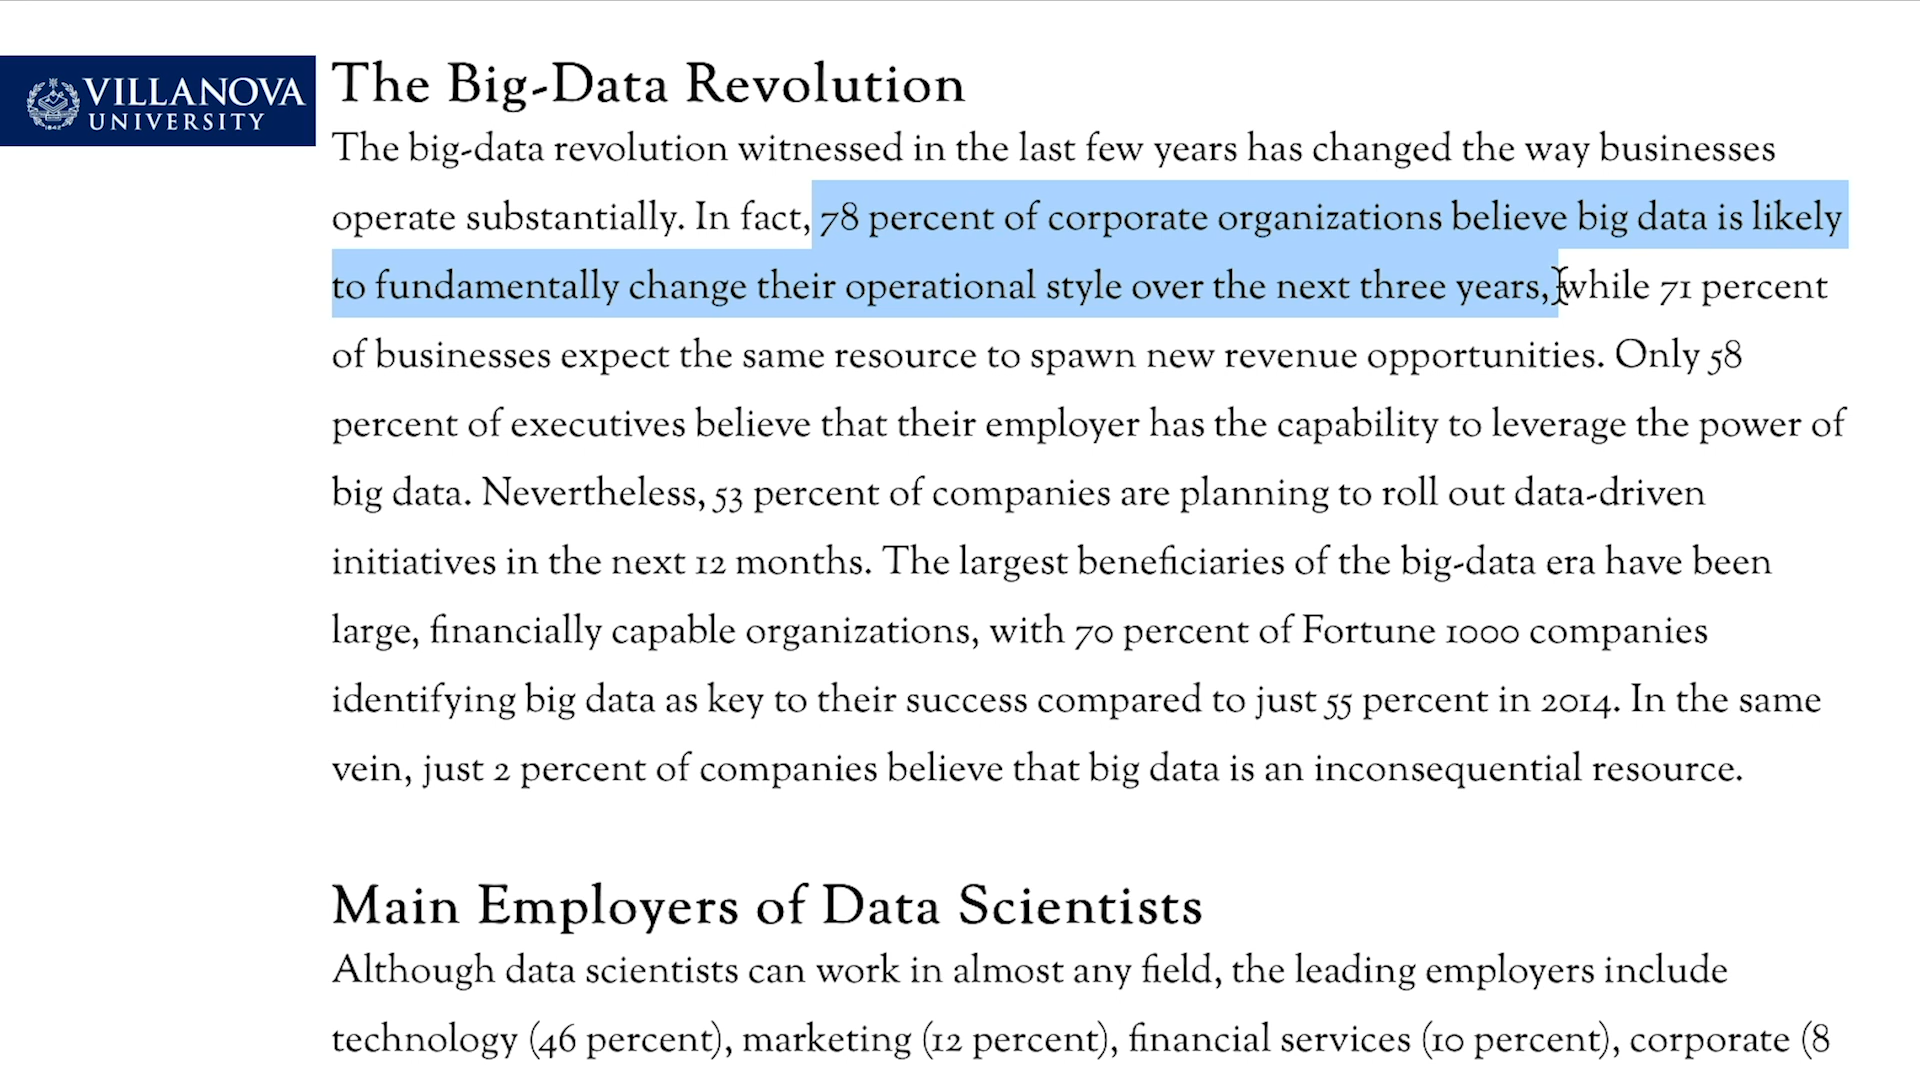 VILLANOVA
UNIVERSITY
1842
The Big-Data Revolution
The big-data revolution witnessed in the last few years has changed the way businesses
operate substantially. In fact, 78 percent of corporate organizations believe big data is likely
to fundamentally change their operational style over the next three years, while 71 percent
of businesses expect the same resource to spawn new revenue opportunities. Only 58
percent of executives believe that their employer has the capability to leverage the power of
big data. Nevertheless, 53 percent of companies are planning to roll out data-driven
initiatives in the next 12 months. The largest beneficiaries of the big-data era have been
large, financially capable organizations, with 70 percent of Fortune 1000 companies
identifying big data as key to their success compared to just 55 percent in 2014. In the same
vein, just 2 percent of companies believe that big data is an inconsequential resource.
Main Employers of Data Scientists
Although data scientists can work in almost any field, the leading employers include
technology (46 percent), marketing (12 percent), financial services (10 percent), corporate (8